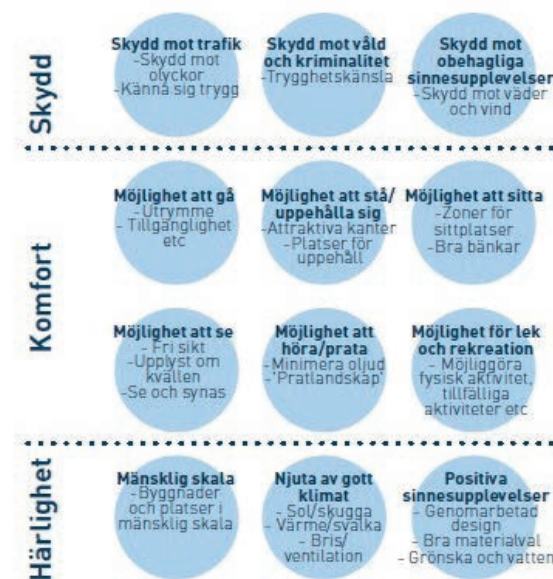 Skydd
Skydd mot trafik
-Skydd mot
olyckor
-Känna sig trygg
Skydd mot våld
och kriminalitet
-Trygghetskänsla
Skydd mot
obehagliga
sinnesupplevelser
-Skydd mot väder
och vind
Komfort
Möjlighet att gå
-Utrymme
- Tillgänglighet
etc
Möjlighet att stå/
uppehålla sig
-Attraktiva kanter
- Platser för
uppehåll
Möjlighet att sitta
- Zoner för
sittplatser
- Bra bänkar
Möjlighet att se
- Fri sikt
- Upplyst om
kvällen
-Se och synas
Möjlighet att
höra/prata
-Minimera oljud
-'Pratlandskap'
Möjlighet för lek
och rekreation
- Möjliggöra
fysisk aktivitet,
tillfälliga
aktiviteter etc
Härlighet
Mänsklig skala
-Byggnader
och platser i
mänsklig skala
Njuta av gott
klimat
- Sol/skugga
- Värme/svalka
- Bris/
ventilation
Positiva
sinnesupplevelser
- Genomarbetad
design
- Bra materialval
- Grönska och vatten